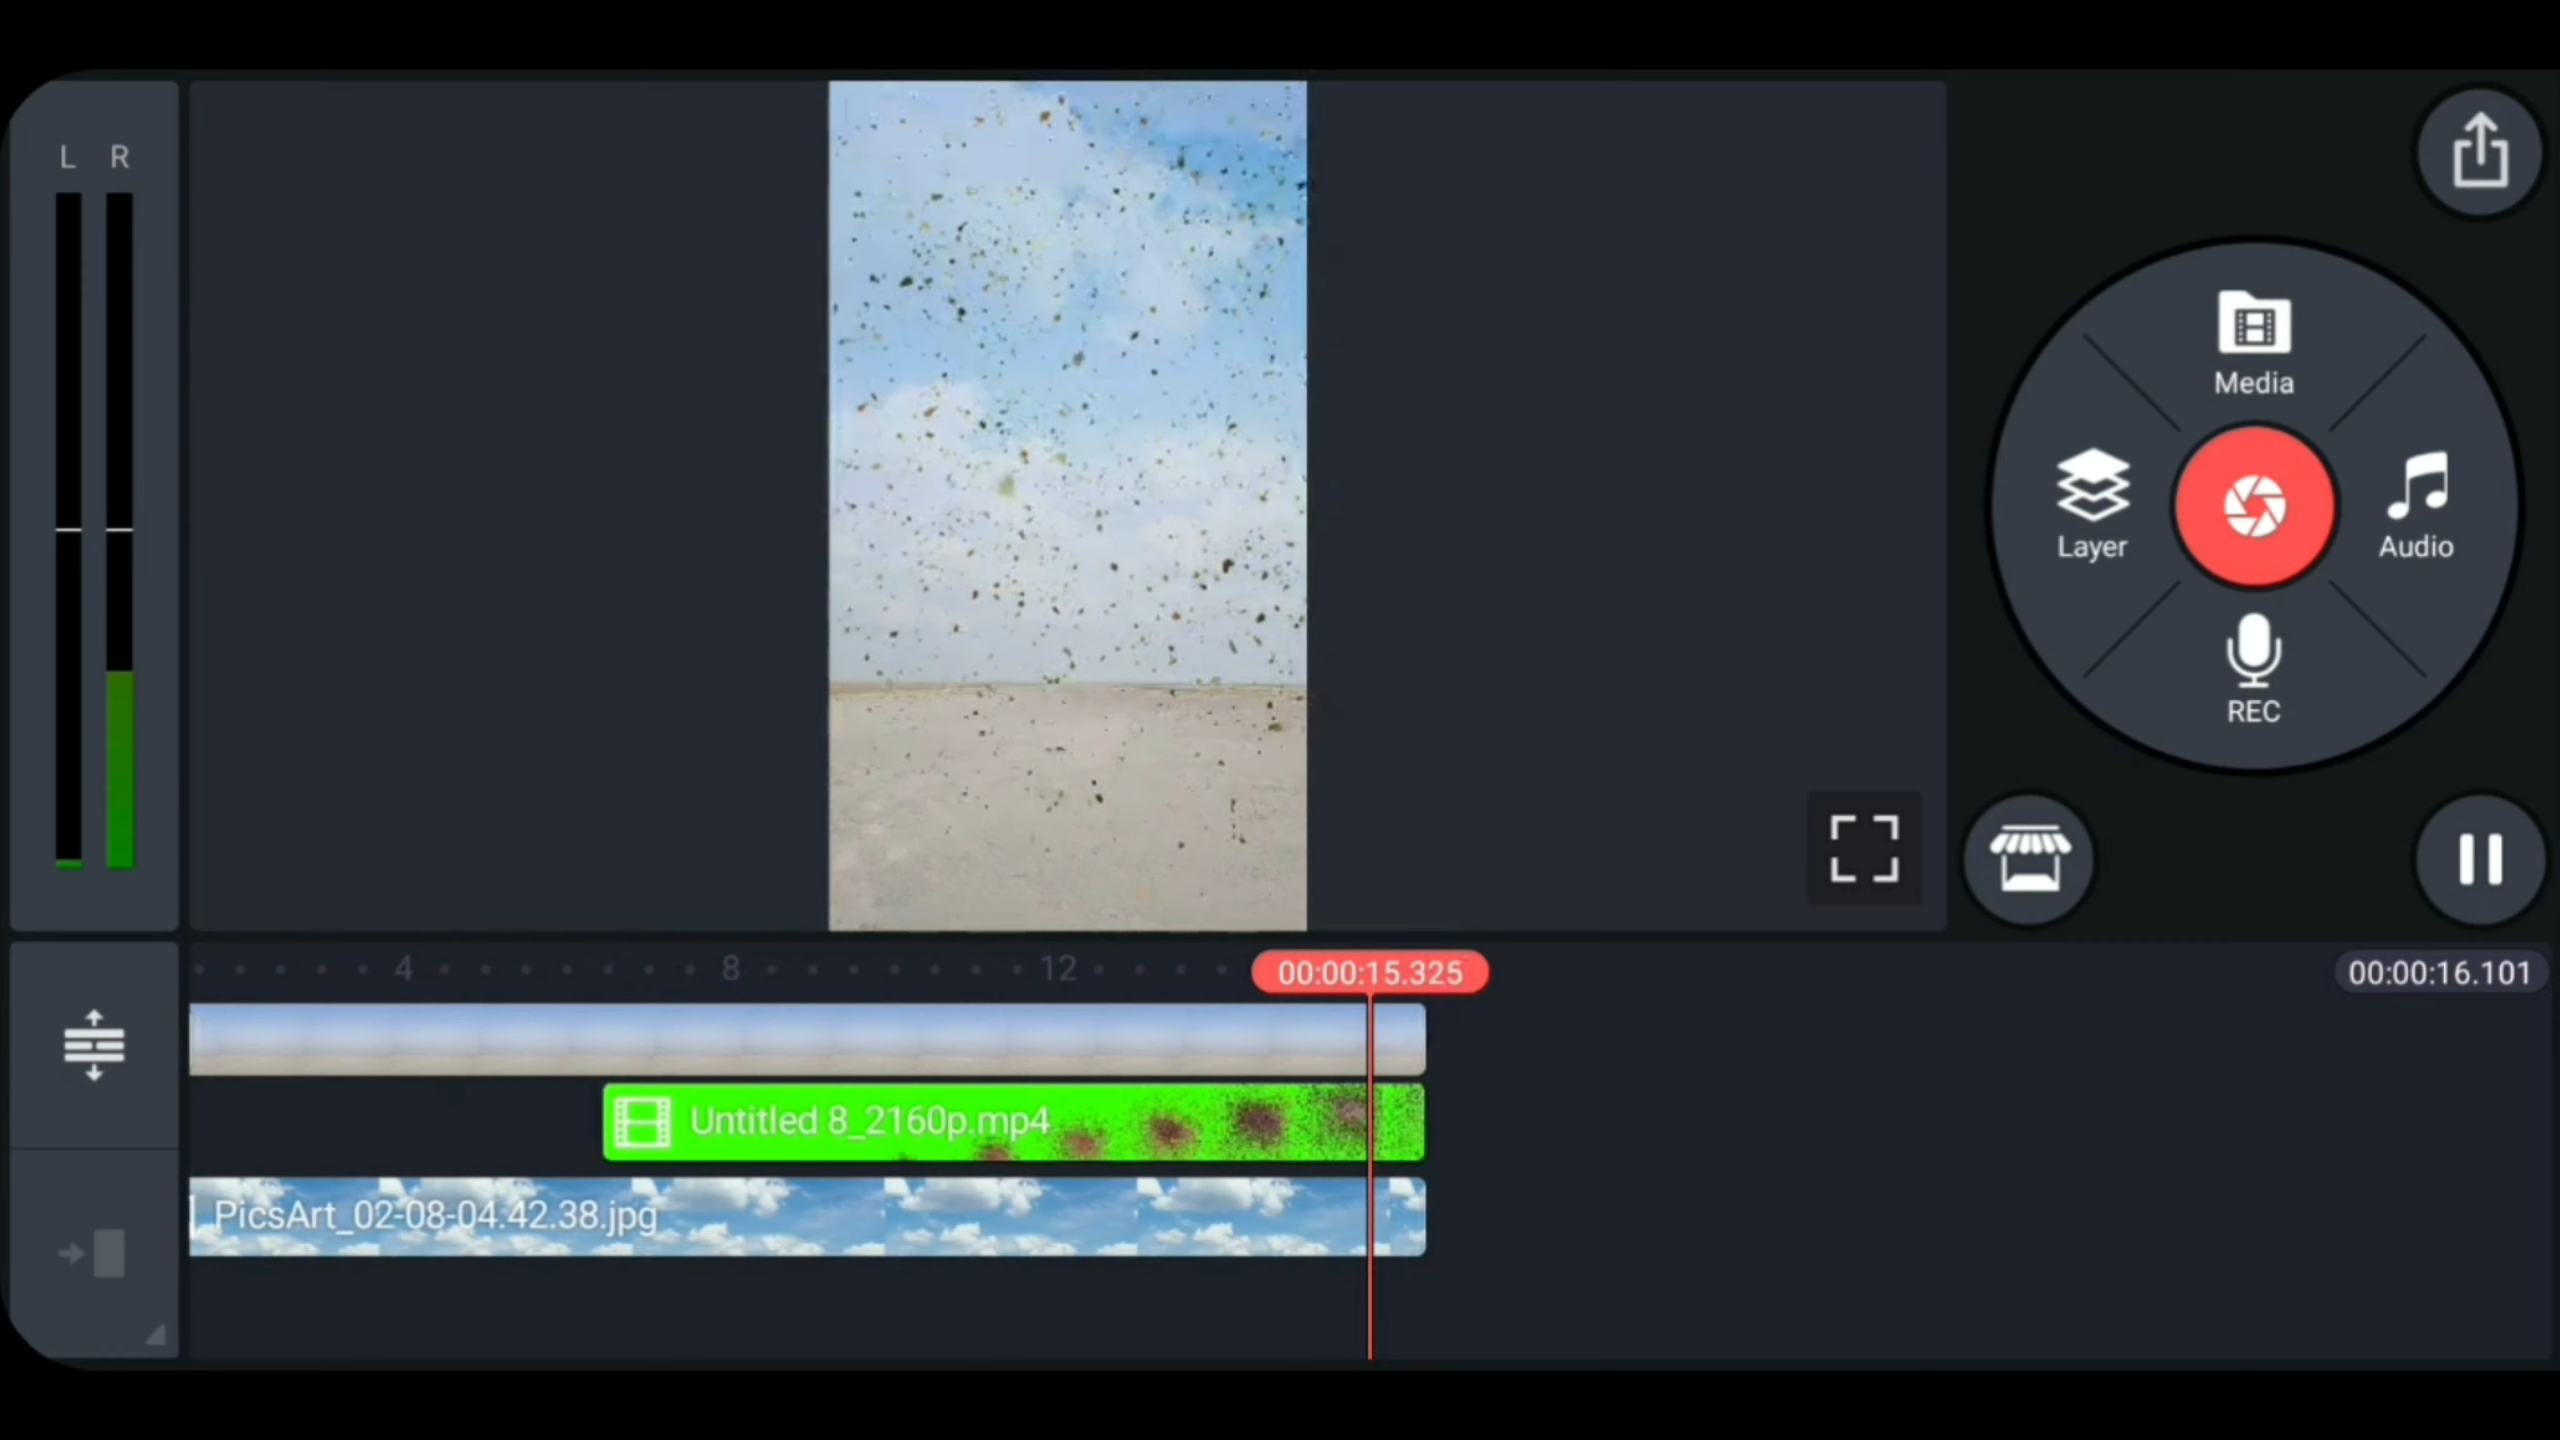 L R
Media
Layer
Audio
REC
4 8 12
00:00:15.325
00:00:16.101
Untitled 8_2160p.mp4
PicsArt_02-08-04.42.38.jpg